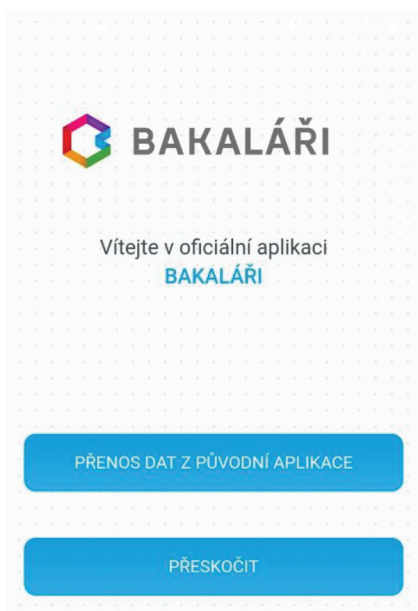 BAKALÁŘI
Vítejte v oficiální aplikaci
BAKALÁŘI
PŘENOS DAT Z PŮVODNÍ APLIKACE
PŘESKOČIT